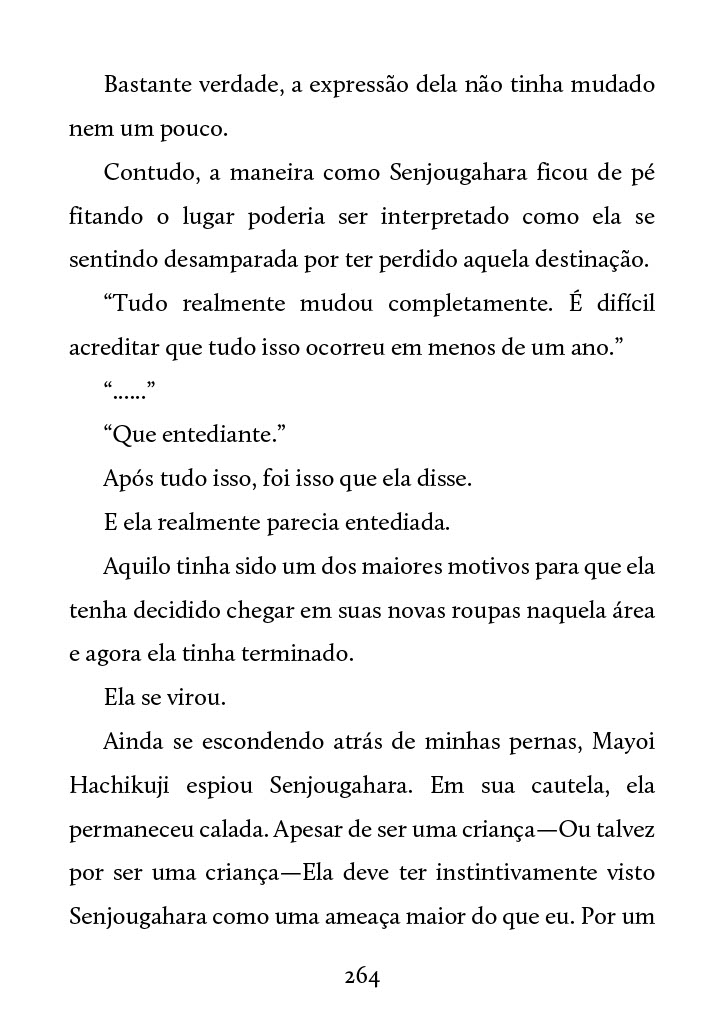 Bastante verdade, a expressão dela não tinha mudado
nem um pouco.
Contudo, a maneira como Senjougahara ficou de pé
fitando o lugar poderia ser interpretado como ela se
sentindo desamparada por ter perdido aquela destinação.
“Tudo realmente mudou completamente. É difícil
acreditar que tudo isso ocorreu em menos de um ano.”
“......”
“Que entediante.”
Após tudo isso, foi isso que ela disse.
E ela realmente parecia entediada.
Aquilo tinha sido um dos maiores motivos para que ela
tenha decidido chegar em suas novas roupas naquela área
e agora ela tinha terminado.
Ela se virou.
Ainda se escondendo atrás de minhas pernas, Mayoi
Hachikuji espiou Senjougahara. Em sua cautela, ela
permaneceu calada. Apesar de ser uma criança—Ou talvez
por ser uma criança—Ela deve ter instintivamente visto
Senjougahara como uma ameaça maior do que eu. Por um
264